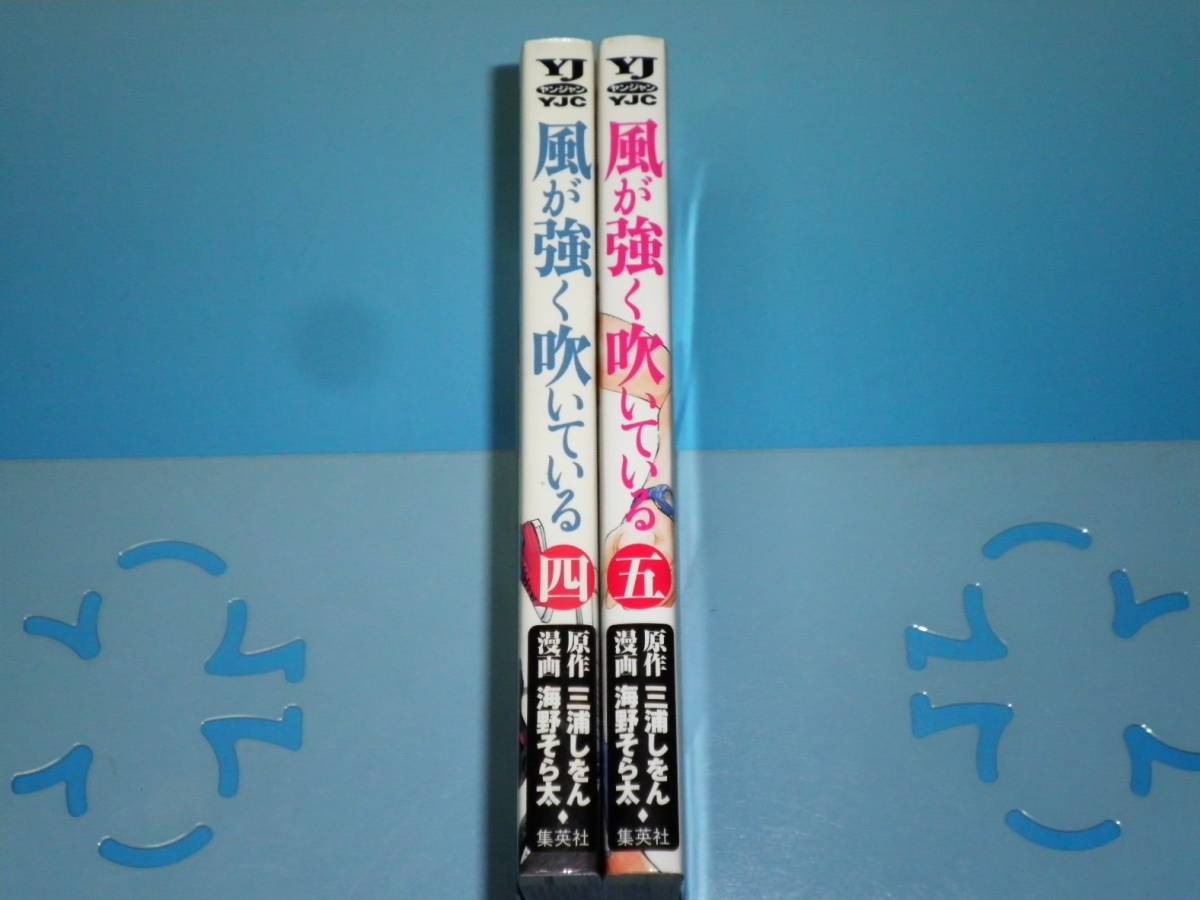 YJ
ヤンジャン
YJC
風が強く吹いている
四
原作 三浦しをん
漫画 海野そら太
集英社
YJ
ヤンジャン
YJC
風が強く吹いている
五
原作 三浦しをん
漫画 海野そら太
集英社